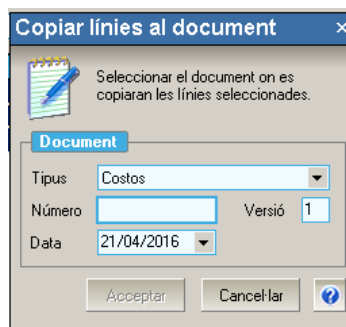 Copiar línies al document ×
Seleccionar el document on es
copiaran les línies seleccionades.
Document
Tipus Costos
Número Versió 1
Data 21/04/2016
Acceptar Cancel·lar ?